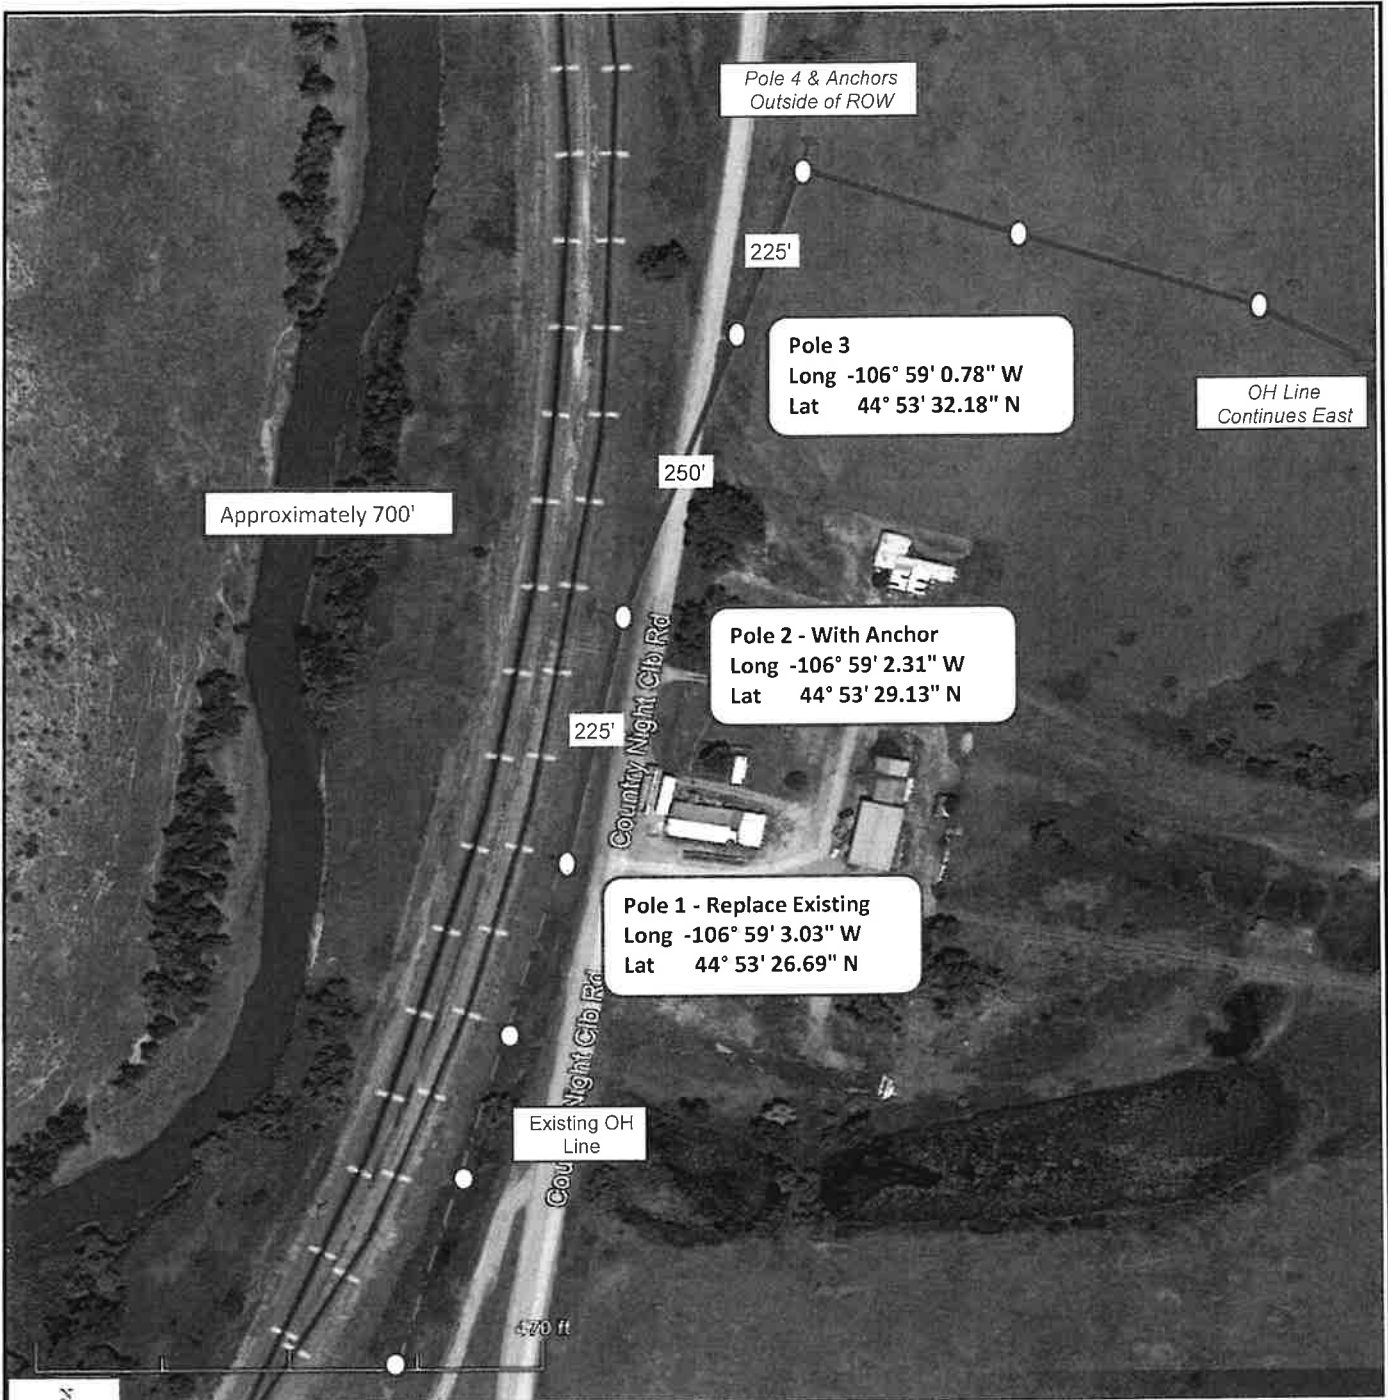 Pole 4 & Anchors
Outside of ROW
225'
Pole 3
Long -106° 59' 0.78" W
Lat 44° 53' 32.18" N
OH Line
Continues East
250'
Approximately 700'
Pole 2 - With Anchor
Long -106° 59' 2.31" W
Lat 44° 53' 29.13" N
225'
Country Night Clb Rd
Pole 1 - Replace Existing
Long -106° 59' 3.03" W
Lat 44° 53' 26.69" N
Night Clb Rd
Existing OH
Line
Cou
470 ft
N